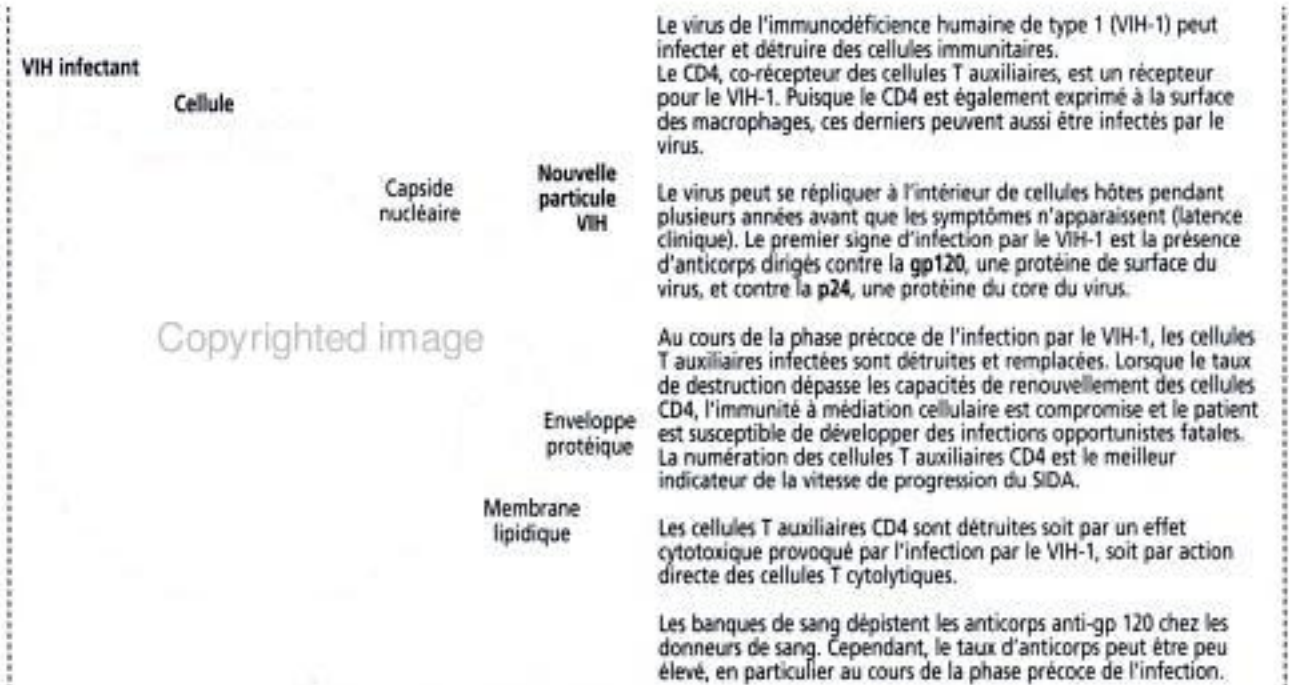 VIH infectant
Cellule
Capside
nucléaire
Nouvelle
particule
VIH
Copyrighted image
Enveloppe
protéique
Membrane
lipidique
Le virus de l'immunodéficience humaine de type 1 (VIH-1) peut
infecter et détruire des cellules immunitaires.
Le CD4, co-récepteur des cellules T auxiliaires, est un récepteur
pour le VIH-1. Puisque le CD4 est également exprimé à la surface
des macrophages, ces derniers peuvent aussi être infectés par le
virus.
Le virus peut se répliquer à l'intérieur de cellules hôtes pendant
plusieurs années avant que les symptômes n'apparaissent (latence
clinique). Le premier signe d'infection par le VIH-1 est la présence
d'anticorps dirigés contre la gp120, une protéine de surface du
virus, et contre la p24, une protéine du core du virus.
Au cours de la phase précoce de l'infection par le VIH-1, les cellules
T auxiliaires infectées sont détruites et remplacées. Lorsque le taux
de destruction dépasse les capacités de renouvellement des cellules
CD4, l'immunité à médiation cellulaire est compromise et le patient
est susceptible de développer des infections opportunistes fatales.
La numération des cellules T auxiliaires CD4 est le meilleur
indicateur de la vitesse de progression du SIDA.
Les cellules T auxiliaires CD4 sont détruites soit par un effet
cytotoxique provoqué par l'infection par le VIH-1, soit par action
directe des cellules T cytolytiques.
Les banques de sang dépistent les anticorps anti-gp 120 chez les
donneurs de sang. Cependant, le taux d'anticorps peut être peu
élevé, en particulier au cours de la phase précoce de l'infection.